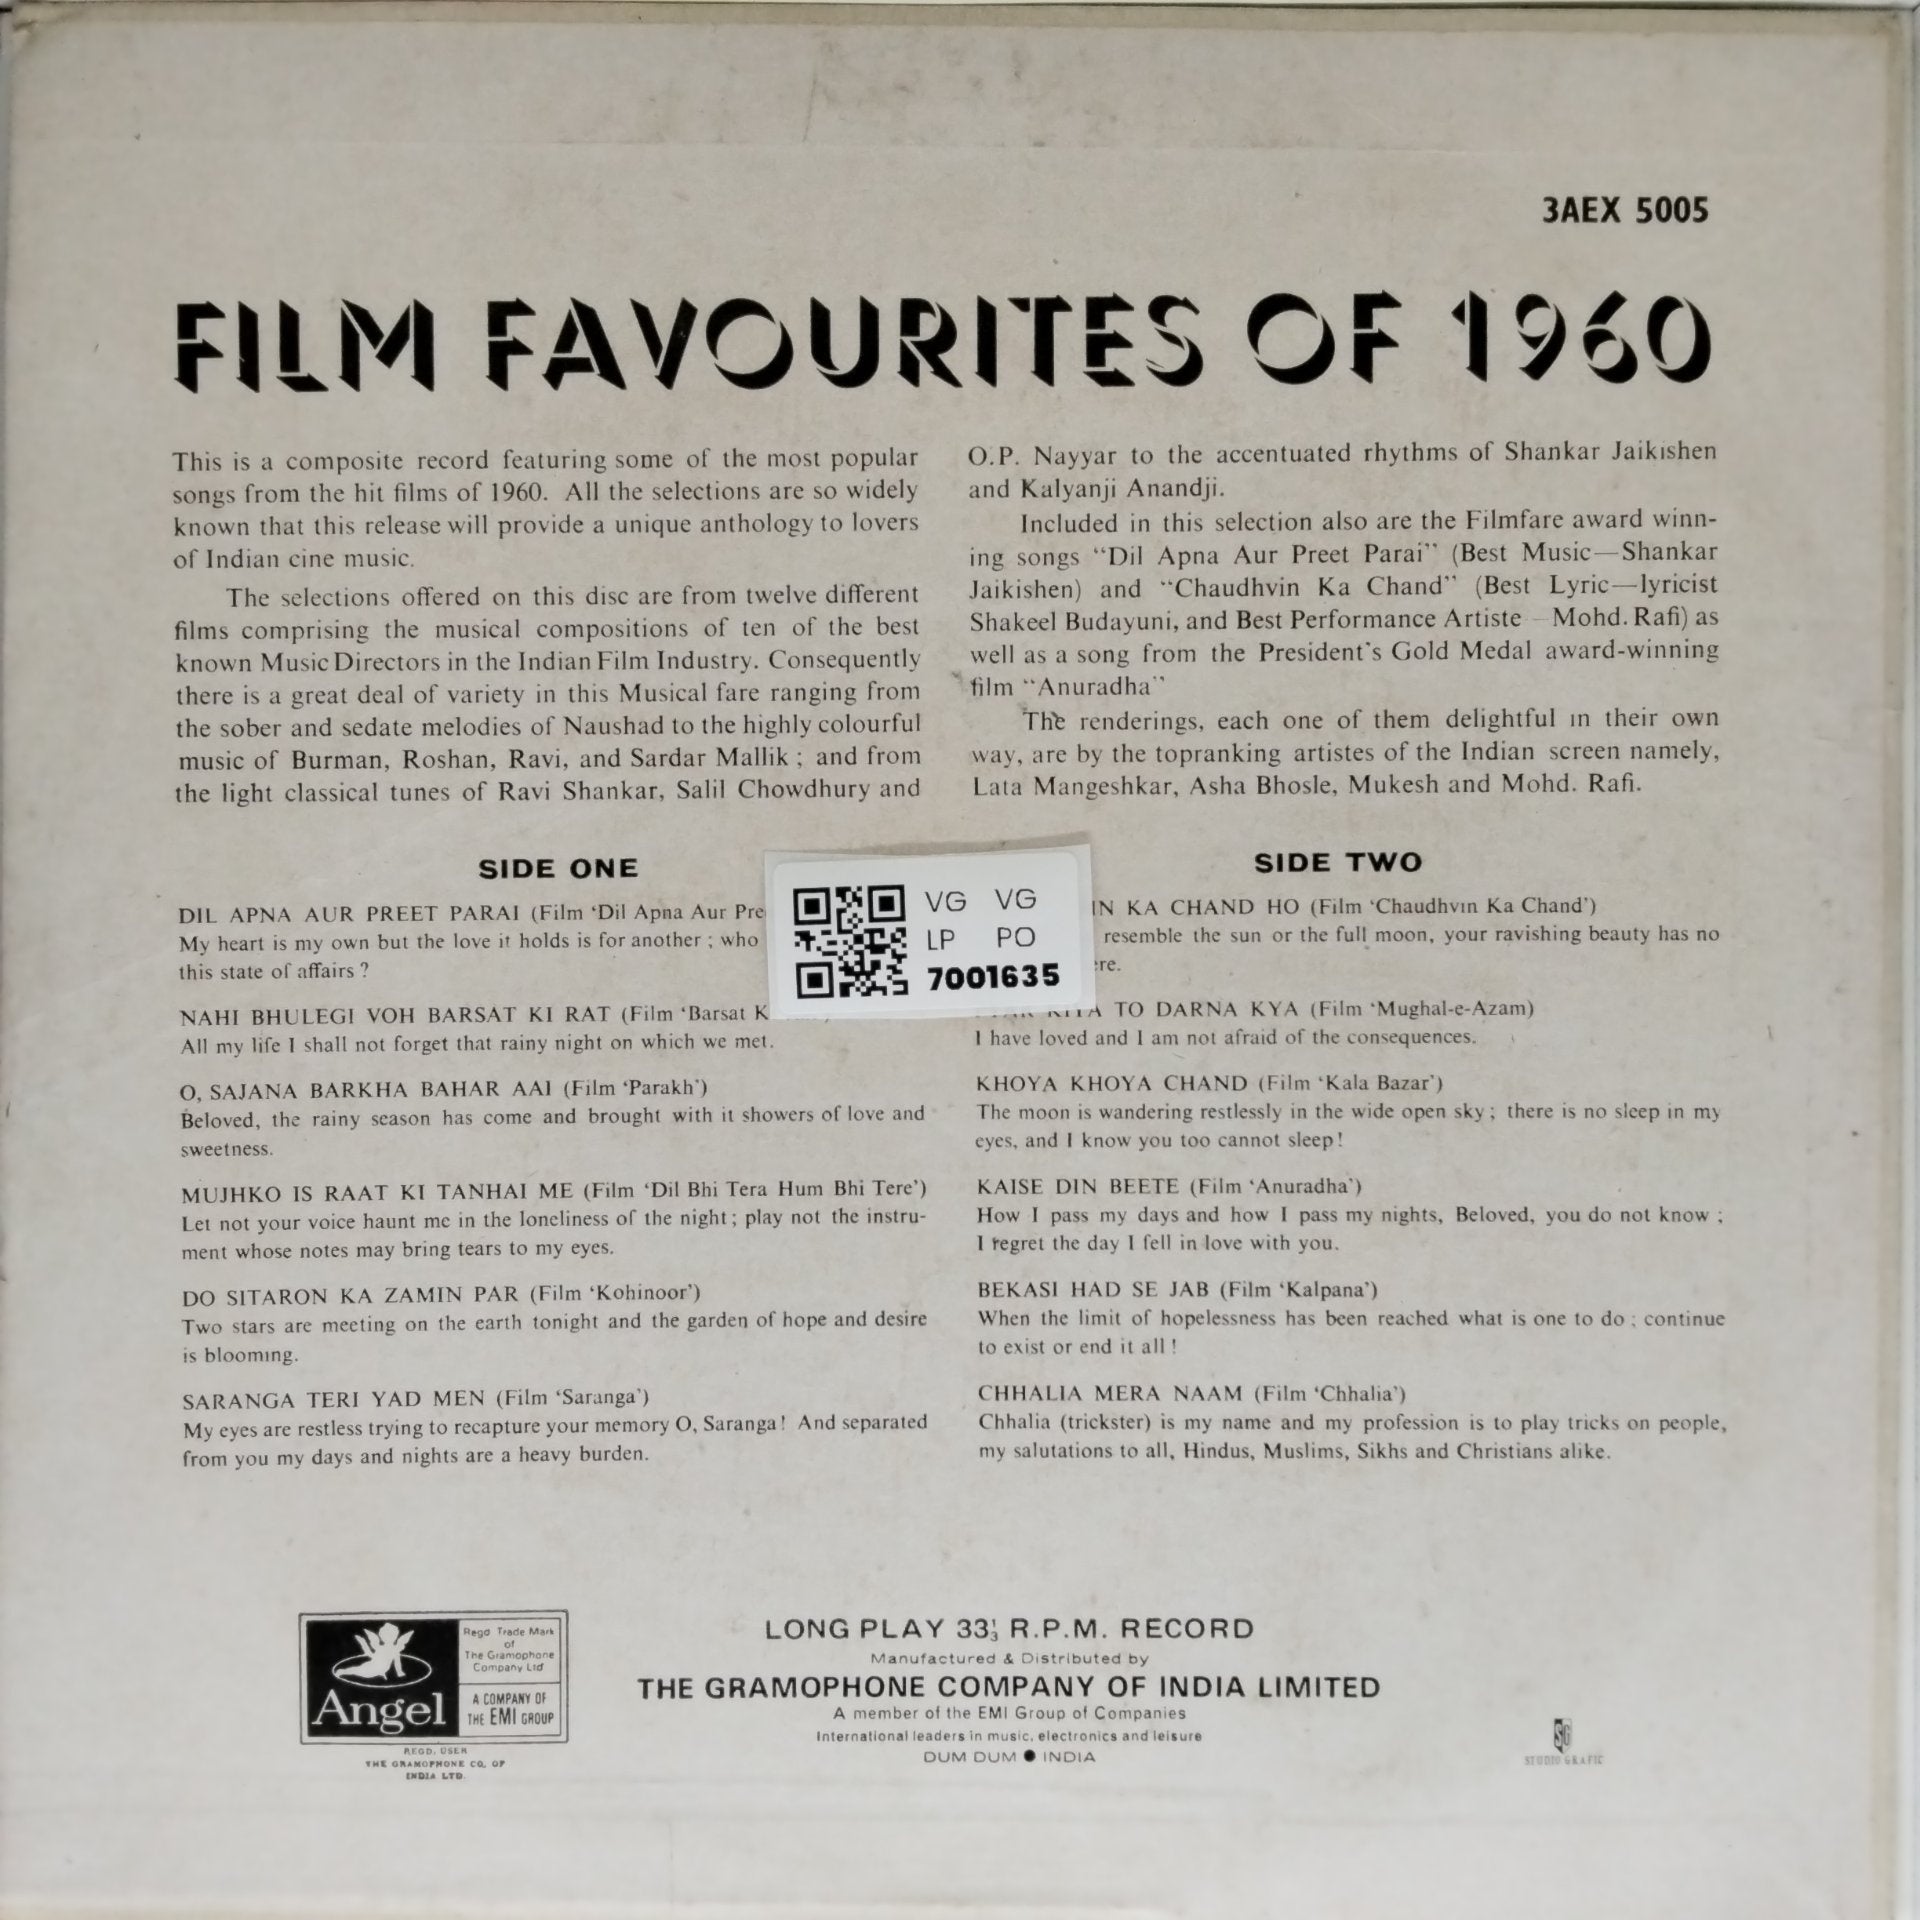 3AEX 5005
FILM FAVOURITES OF 1960
This is a composite record featuring some of the most popular
songs from the hit films of 1960. All the selections are so widely
known that this release will provide a unique anthology to lovers
of Indian cine music.
The selections offered on this disc are from twelve different
films comprising the musical compositions of ten of the best
known Music Directors in the Indian Film Industry. Consequently
there is a great deal of variety in this Musical fare ranging from
the sober and sedate melodies of Naushad to the highly colourful
music of Burman, Roshan, Ravi, and Sardar Mallik ; and from
the light classical tunes of Ravi Shankar, Salil Chowdhury and
O.P. Nayyar to the accentuated rhythms of Shankar Jaikishen
and Kalyanji Anandji.
Included in this selection also are the Filmfare award winn-
ing songs “Dil Apna Aur Preet Parai” (Best Music—Shankar
Jaikishen) and “Chaudhvin Ka Chand” (Best Lyric—lyricist
Shakeel Budayuni, and Best Performance Artiste—Mohd. Rafi) as
well as a song from the President's Gold Medal award-winning
film “Anuradha”
The renderings, each one of them delightful in their own
way, are by the topranking artistes of the Indian screen namely,
Lata Mangeshkar, Asha Bhosle, Mukesh and Mohd. Rafi.
SIDE ONE
DIL APNA AUR PREET PARAI (Film ‘Dil Apna Aur Pre
My heart is my own but the love it holds is for another ; who
this state of affairs ?
NAHI BHULEGI VOH BARSAT KI RAT (Film ‘Barsat K
All my life I shall not forget that rainy night on which we met.
O, SAJANA BARKHA BAHAR AAI (Film ‘Parakh’)
Beloved, the rainy season has come and brought with it showers of love and
sweetness.
MUJHKO IS RAAT KI TANHAI ME (Film ‘Dil Bhi Tera Hum Bhi Tere’)
Let not your voice haunt me in the loneliness of the night ; play not the instru-
ment whose notes may bring tears to my eyes.
DO SITARON KA ZAMIN PAR (Film ‘Kohinoor’)
Two stars are meeting on the earth tonight and the garden of hope and desire
is blooming.
SARANGA TERI YAD MEN (Film ‘Saranga’)
My eyes are restless trying to recapture your memory O, Saranga ! And separated
from you my days and nights are a heavy burden.
VG VG
LP PO
7001635
SIDE TWO
IN KA CHAND HO (Film ‘Chaudhvin Ka Chand’)
resemble the sun or the full moon, your ravishing beauty has no
re.
TO DARNA KYA (Film ‘Mughal-e-Azam)
I have loved and I am not afraid of the consequences.
KHOYA KHOYA CHAND (Film ‘Kala Bazar’)
The moon is wandering restlessly in the wide open sky ; there is no sleep in my
eyes, and I know you too cannot sleep !
KAISE DIN BEETE (Film ‘Anuradha’)
How I pass my days and how I pass my nights, Beloved, you do not know ;
I regret the day I fell in love with you.
BEKASI HAD SE JAB (Film ‘Kalpana’)
When the limit of hopelessness has been reached what is one to do ; continue
to exist or end it all !
CHHALIA MERA NAAM (Film ‘Chhalia’)
Chhalia (trickster) is my name and my profession is to play tricks on people,
my salutations to all, Hindus, Muslims, Sikhs and Christians alike.
Angel
Regd Trade Mark
of
The Gramophone
Company Ltd
A COMPANY OF
THE EMI GROUP
REGD. USER
THE GRAMOPHONE CO. OF
INDIA LTD.
LONG PLAY 33⅓ R.P.M. RECORD
Manufactured & Distributed by
THE GRAMOPHONE COMPANY OF INDIA LIMITED
A member of the EMI Group of Companies
International leaders in music, electronics and leisure
DUM DUM ● INDIA
SG
STUDIO GRAFIC